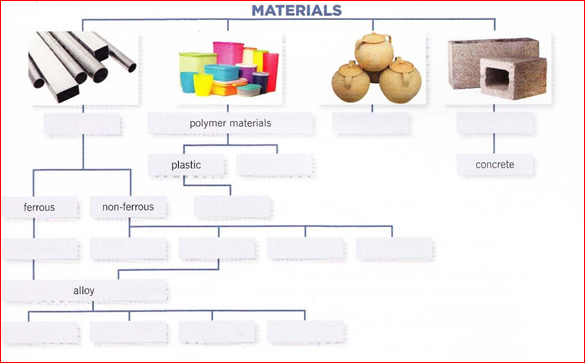 MATERIALS
polymer materials
plastic
concrete
ferrous
non-ferrous
alloy